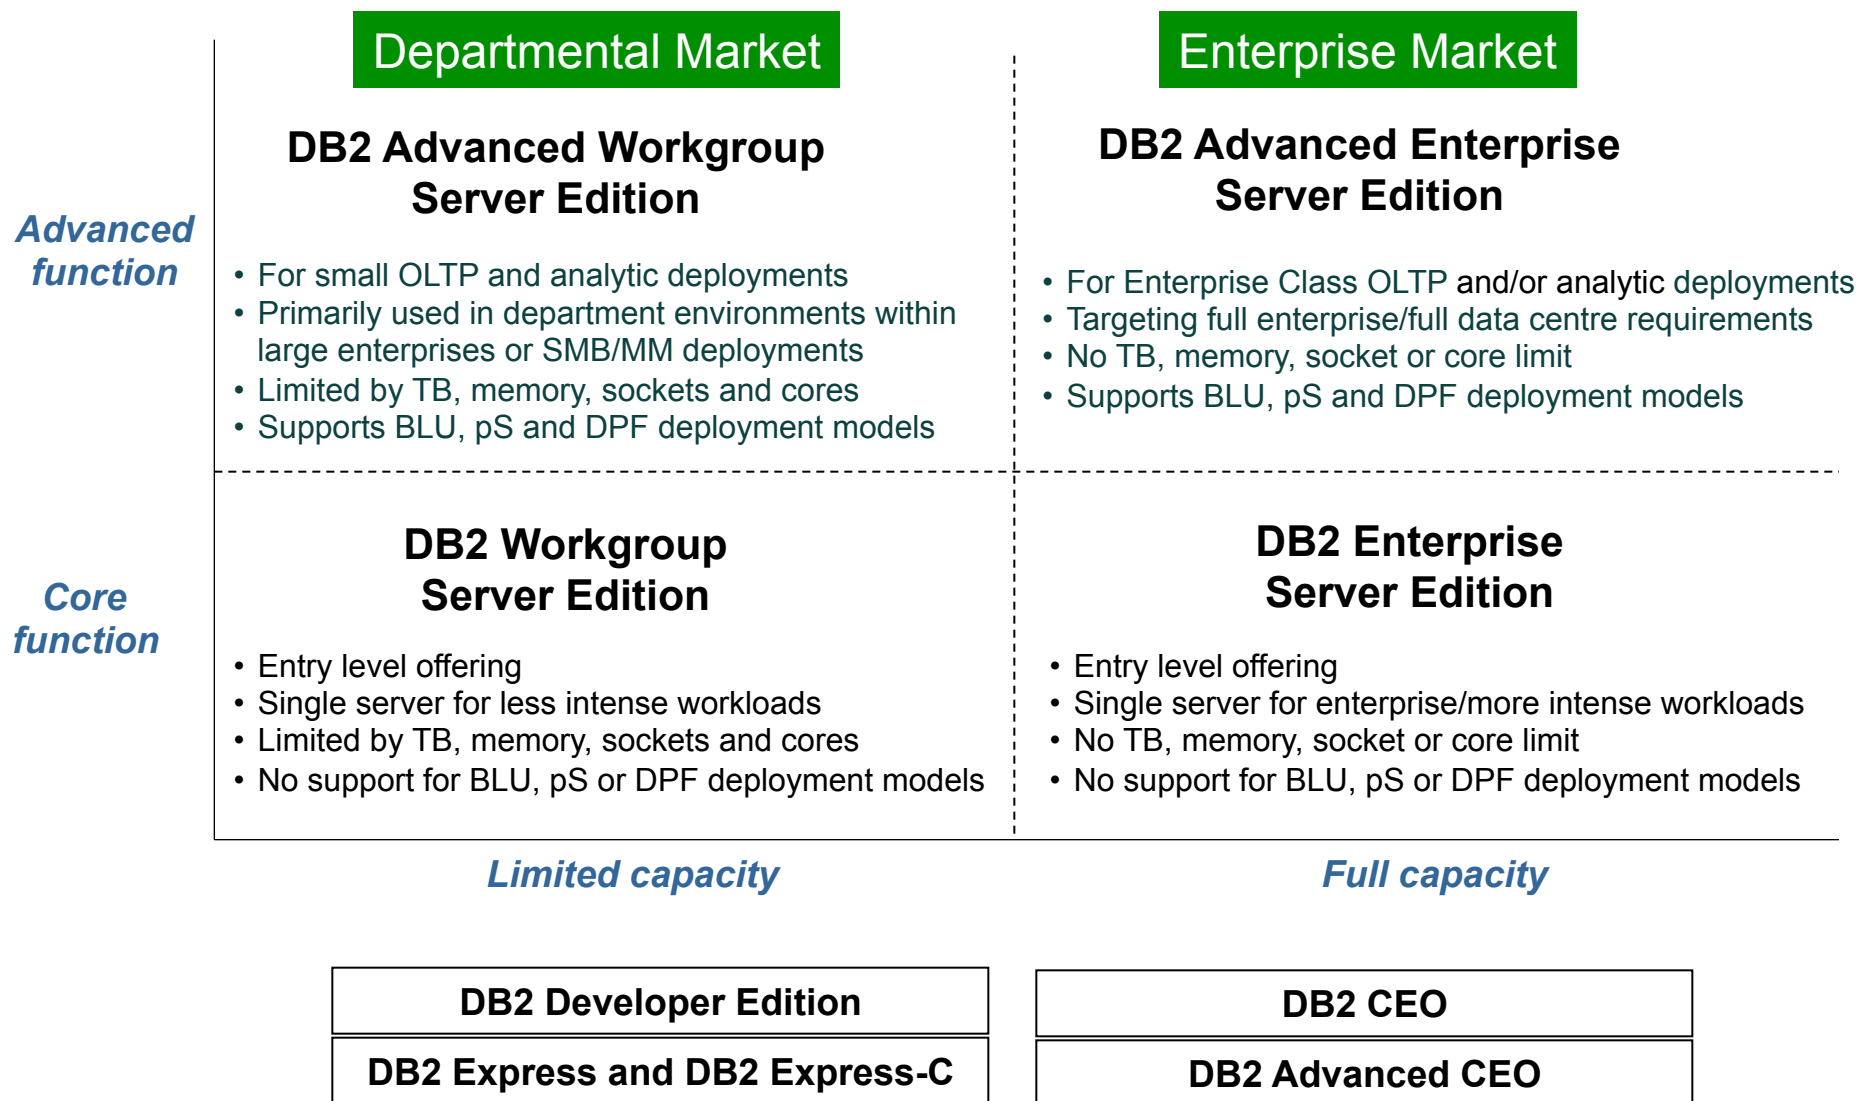 Departmental Market
Enterprise Market
DB2 Advanced Workgroup
Server Edition
DB2 Advanced Enterprise
Server Edition
Advanced
function
• For small OLTP and analytic deployments
• Primarily used in department environments within
large enterprises or SMB/MM deployments
• Limited by TB, memory, sockets and cores
• Supports BLU, pS and DPF deployment models
• For Enterprise Class OLTP and/or analytic deployments
• Targeting full enterprise/full data centre requirements
• No TB, memory, socket or core limit
• Supports BLU, pS and DPF deployment models
DB2 Workgroup
Server Edition
DB2 Enterprise
Server Edition
Core
function
• Entry level offering
• Single server for less intense workloads
• Limited by TB, memory, sockets and cores
• No support for BLU, pS or DPF deployment models
• Entry level offering
• Single server for enterprise/more intense workloads
• No TB, memory, socket or core limit
• No support for BLU, pS or DPF deployment models
Limited capacity
Full capacity
DB2 Developer Edition
DB2 CEO
DB2 Express and DB2 Express-C
DB2 Advanced CEO